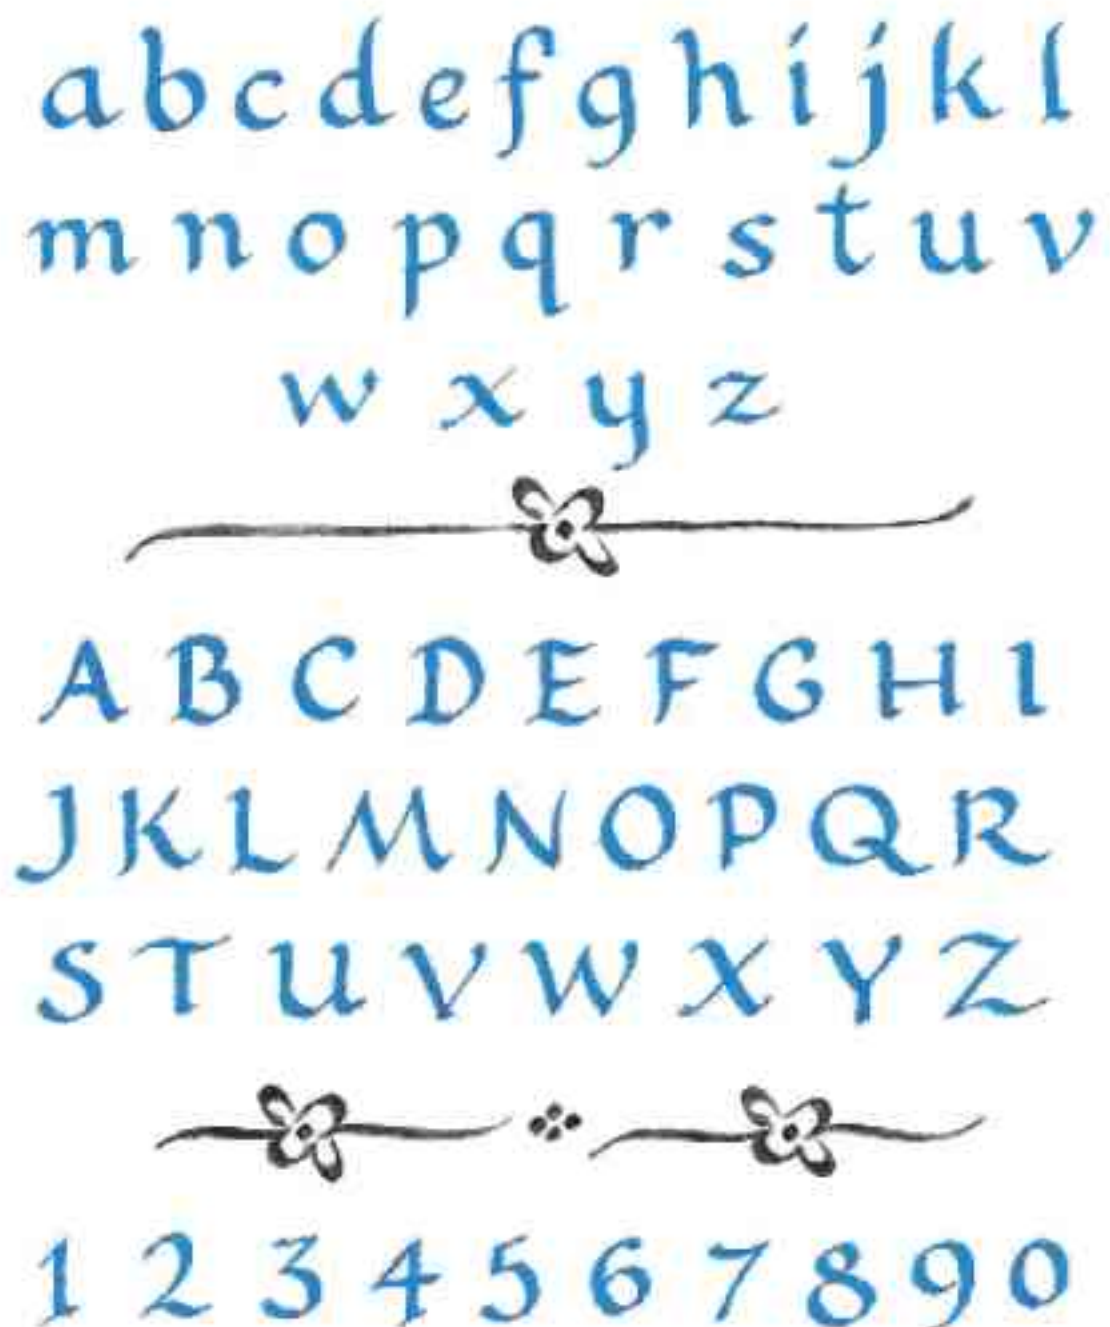 a b c d e f g h i j k l
m n o p q r s t u v
w x y z
A B C D E F G H I
J K L M N O P Q R
S T U V W X Y Z
1 2 3 4 5 6 7 8 9 0